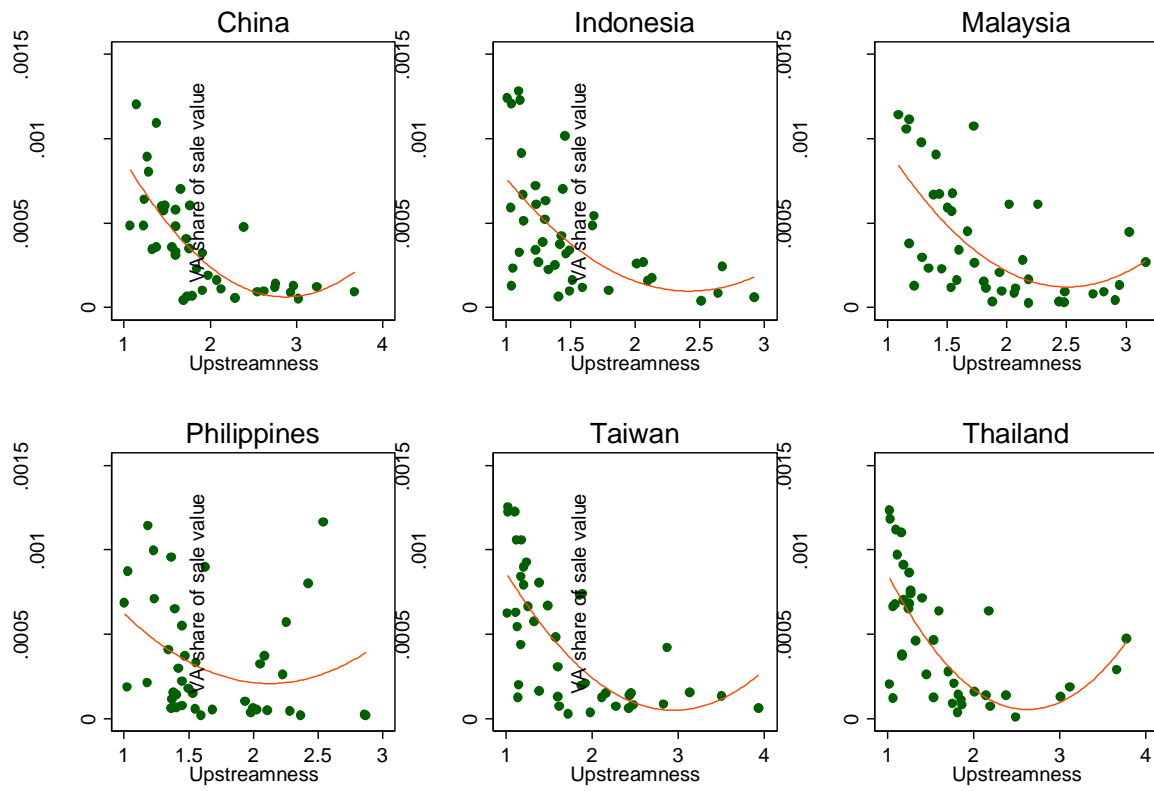 China
Indonesia
Malaysia
VA share of sale value
0 .0005 .001 .0015
1 2 3 4
Upstreamness
VA share of sale value
0 .0005 .001 .0015
1 1.5 2 2.5 3
Upstreamness
0 .0005 .001 .0015
1 1.5 2 2.5 3
Upstreamness
Philippines
Taiwan
Thailand
VA share of sale value
0 .0005 .001 .0015
1 1.5 2 2.5 3
Upstreamness
VA share of sale value
0 .0005 .001 .0015
1 2 3 4
Upstreamness
0 .0005 .001 .0015
1 2 3 4
Upstreamness